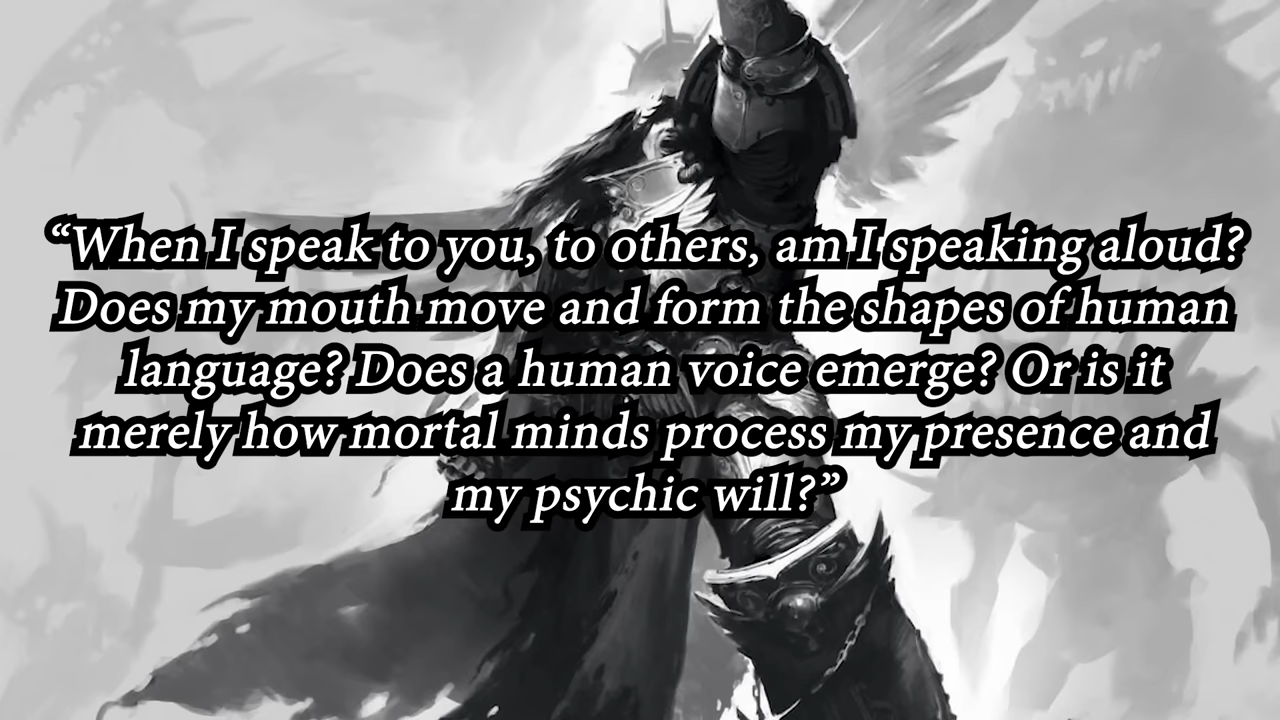 “When I speak to you, to others, am I speaking aloud?
Does my mouth move and form the shapes of human
language? Does a human voice emerge? Or is it
merely how mortal minds process my presence and
my psychic will?”